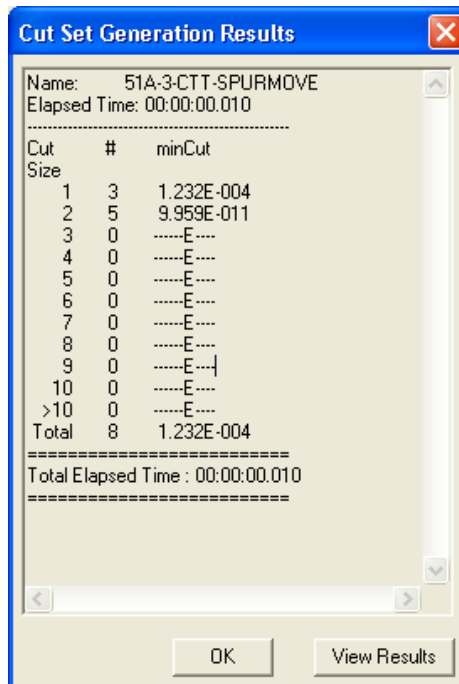 Cut Set Generation Results
Name: 51A-3-CTT-SPURMOVE
Elapsed Time: 00:00:00.010
------------------------------------------------
Cut # minCut
Size
1 3 1.232E-004
2 5 9.959E-011
3 0 ------E----
4 0 ------E----
5 0 ------E----
6 0 ------E----
7 0 ------E----
8 0 ------E----
9 0 ------E----
10 0 ------E----
>10 0 ------E----
Total 8 1.232E-004
==========================
Total Elapsed Time : 00:00:00.010
==========================
OK View Results